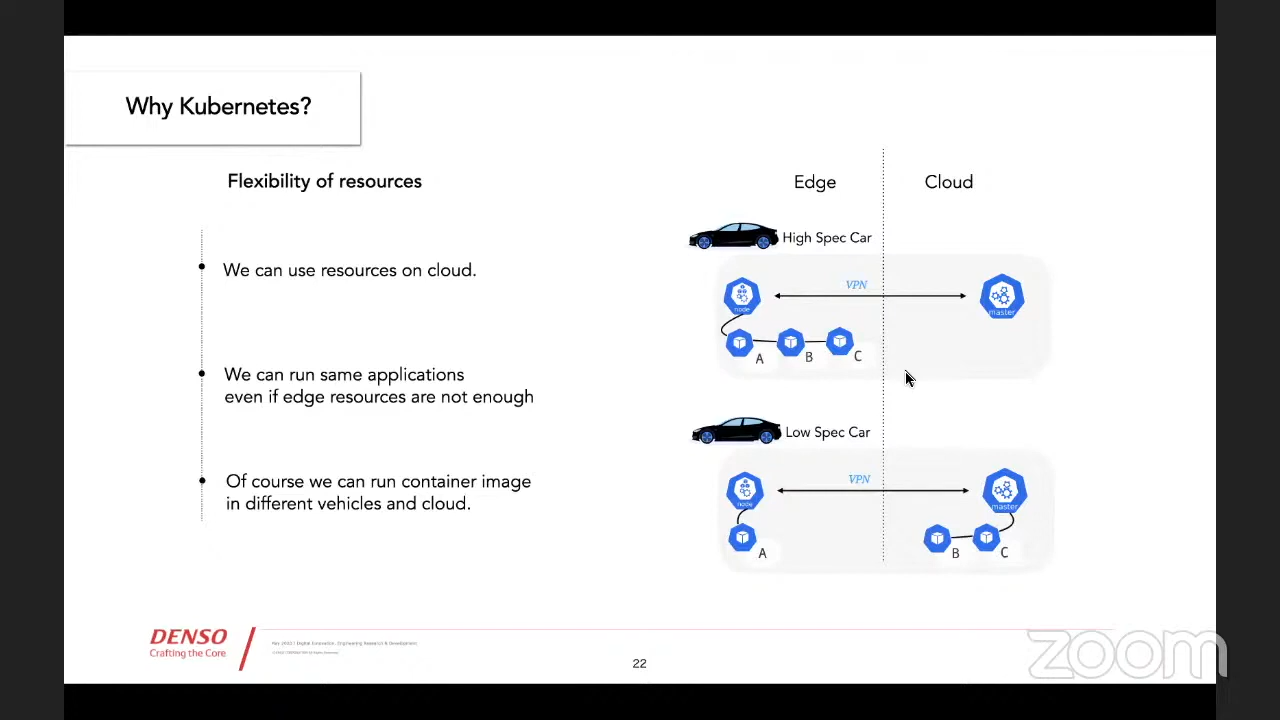 Why Kubernetes?
Flexibility of resources
We can use resources on cloud.
We can run same applications
even if edge resources are not enough
Of course we can run container image
in different vehicles and cloud.
Edge
Cloud
High Spec Car
VPN
node
master
A
B
C
Low Spec Car
VPN
node
master
A
B
C
DENSO
Crafting the Core
22
zoom